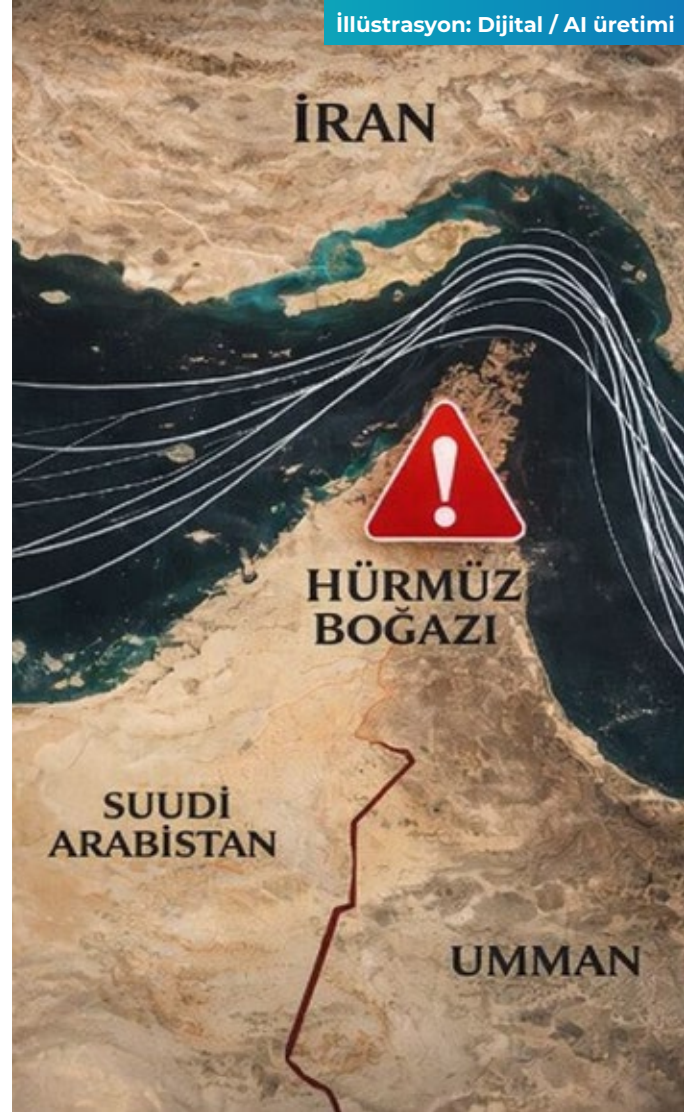 İllüstrasyon: Dijital / AI üretimi
İRAN
HÜRMÜZ
BOĞAZI
SUUDİ
ARABİSTAN
UMMAN